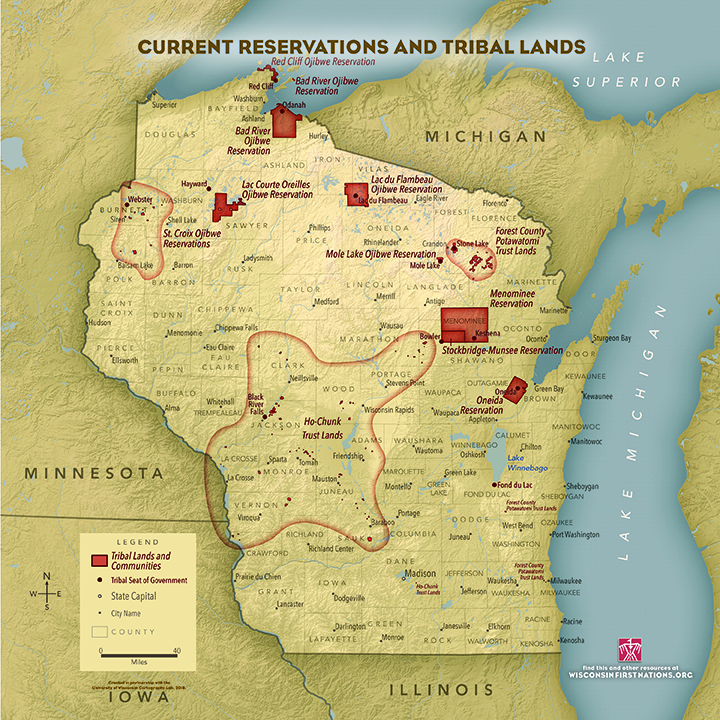 CURRENT RESERVATIONS AND TRIBAL LANDS
LAKE
SUPERIOR
Red Cliff Ojibwe Reservation
Red Cliff
Bad River Ojibwe
Reservation
Superior
Washburn
BAYFIELD
Odanah
Ashland
MICHIGAN
DOUGLAS
Bad River
Ojibwe
Reservation
Hurley
ASHLAND
IRON
VILAS
Hayward
Lac Courte Oreilles
Ojibwe Reservation
Lac du Flambeau
Ojibwe Reservation
Lac du Flambeau
Eagle River
Webster
WASHBURN
BURNETT
Siren
Shell Lake
SAWYER
Florence
FLORENCE
FOREST
St. Croix Ojibwe
Reservations
Phillips
PRICE
ONEIDA
Rhinelander
Crandon
Stone Lake
Forest County
Potawatomi
Trust Lands
Mole Lake Ojibwe Reservation
Mole Lake
Balsam Lake
Barron
POLK
BARRON
Ladysmith
RUSK
TAYLOR
Medford
LINCOLN
Merrill
LANGLADE
Antigo
MARINETTE
Marinette
Menominee
Reservation
MENOMINEE
Keshena
OCONTO
Oconto
SAINT
CROIX
Hudson
DUNN
Menomonie
CHIPPEWA
Chippewa Falls
Wausau
MARATHON
Bowler
Stockbridge-Munsee Reservation
SHAWANO
Sturgeon Bay
DOOR
PIERCE
Ellsworth
PEPIN
Eau Claire
EAU
CLAIRE
CLARK
Neillsville
WOOD
PORTAGE
Stevens Point
WAUPACA
Waupaca
OUTAGAMIE
Oneida
Oneida
Reservation
Green Bay
BROWN
KEWAUNEE
Kewaunee
BUFFALO
Alma
Whitehall
TREMPEALEAU
Black
River
Falls
JACKSON
Wisconsin Rapids
Ho-Chunk
Trust Lands
Appleton
LAKE MICHIGAN
MINNESOTA
LA CROSSE
La Crosse
Sparta
MONROE
Tomah
ADAMS
Friendship
WAUSHARA
Wautoma
WINNEBAGO
Oshkosh
CALUMET
Chilton
MANITOWOC
Manitowoc
Lake
Winnebago
JUNEAU
Mauston
MARQUETTE
Montello
Green Lake
GREEN
LAKE
Fond du Lac
FOND DU LAC
SHEBOYGAN
Sheboygan
Forest County
Potawatomi Trust Lands
VERNON
Viroqua
Baraboo
SAUK
Portage
COLUMBIA
DODGE
Juneau
West Bend
WASHINGTON
OZAUKEE
Port Washington
RICHLAND
Richland Center
CRAWFORD
Prairie du Chien
IOWA
Dodgeville
GRANT
Lancaster
DANE
Madison
Ho-Chunk
Trust Lands
JEFFERSON
Jefferson
Forest County
Potawatomi
Trust Lands
Waukesha
WAUKESHA
Milwaukee
MILWAUKEE
Darlington
LAFAYETTE
GREEN
Monroe
Janesville
ROCK
Elkhorn
WALWORTH
RACINE
Racine
KENOSHA
Kenosha
LEGEND
Tribal Lands and
Communities
Tribal Seat of Government
State Capital
City Name
COUNTY
0 40
Miles
N
W E
S
Created in partnership with the
University of Wisconsin Cartography Lab, 2018.
IOWA
ILLINOIS
find this and other resources at
WISCONSINFIRSTNATIONS.ORG